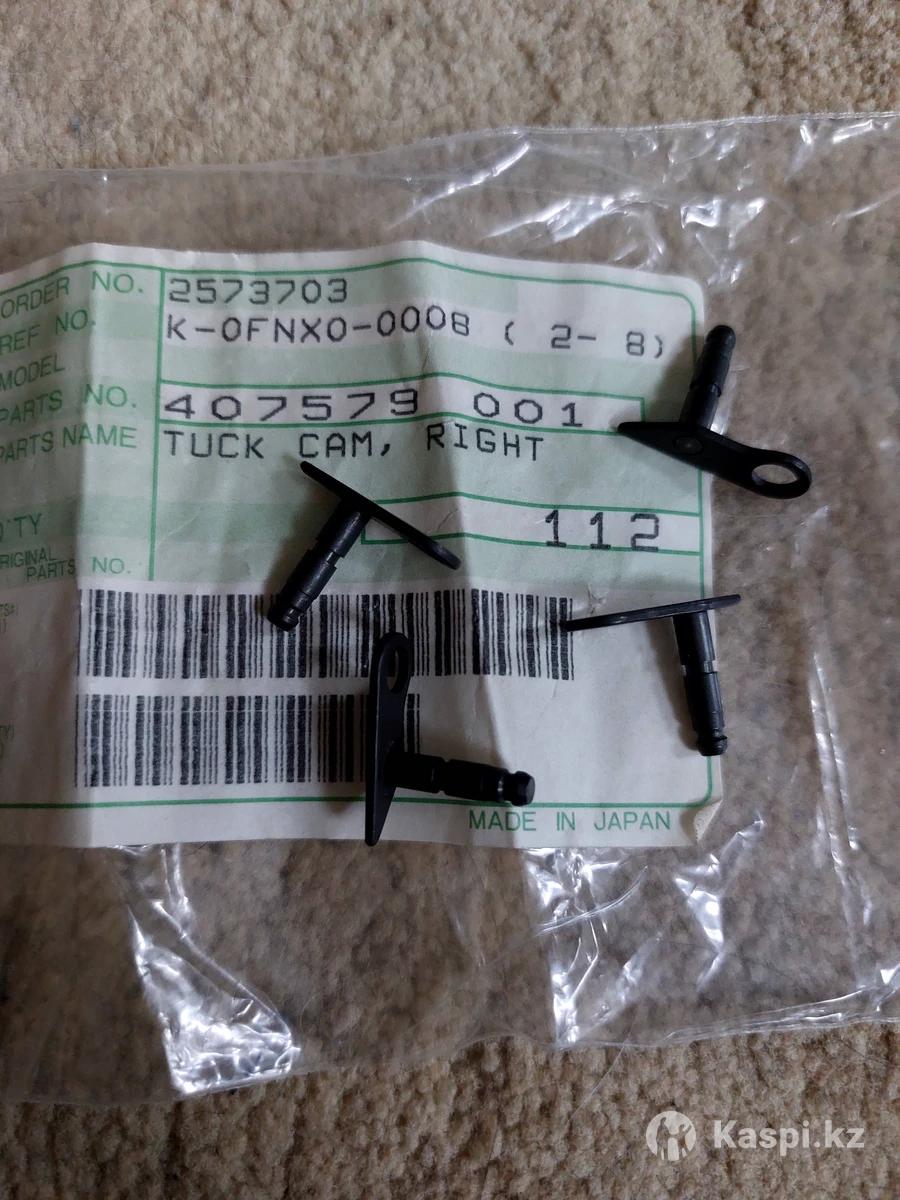 ORDER NO. 2573703
REF NO. K-0FNX0-0008 ( 2- 8)
MODEL
PARTS NO. 407579 001
PARTS NAME TUCK CAM, RIGHT
Q'TY 112
ORIGINAL
PARTS NO.
MADE IN JAPAN
Kaspi.kz